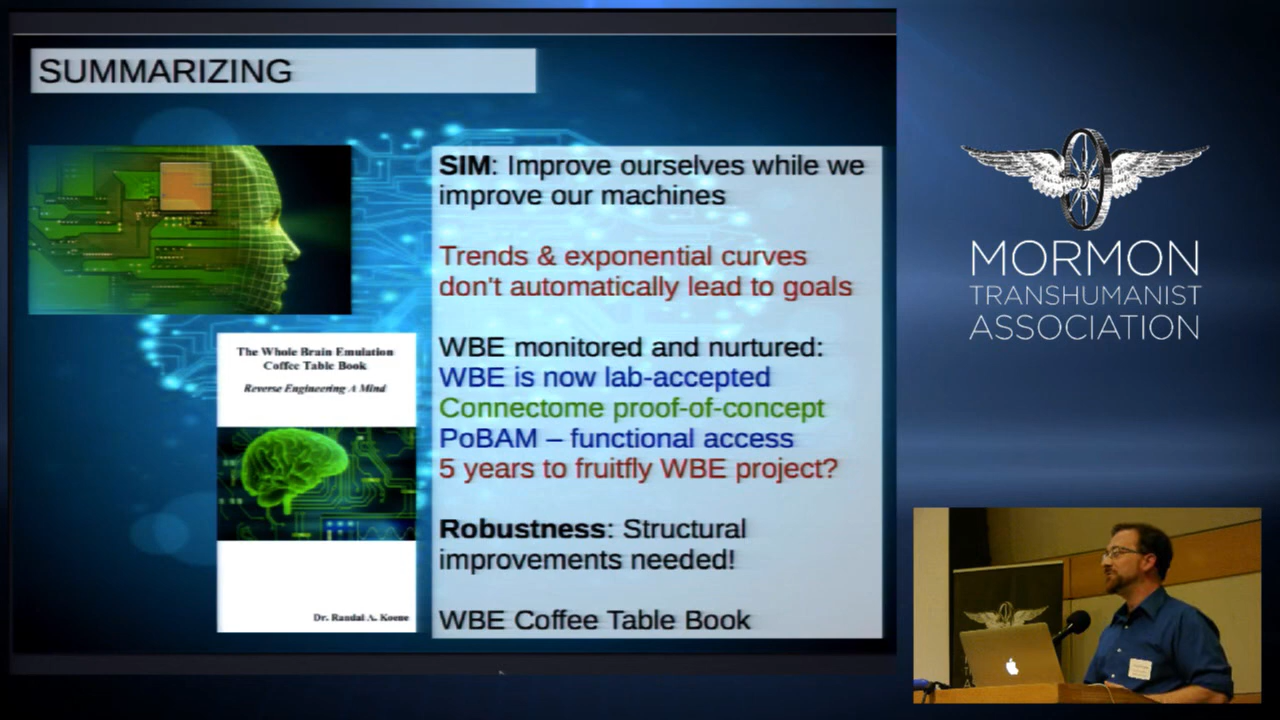 SUMMARIZING
SIM: Improve ourselves while we
improve our machines
Trends & exponential curves
don't automatically lead to goals
WBE monitored and nurtured:
WBE is now lab-accepted
Connectome proof-of-concept
PoBAM – functional access
5 years to fruitfly WBE project?
Robustness: Structural
improvements needed!
WBE Coffee Table Book
The Whole Brain Emulation
Coffee Table Book
Reverse Engineering A Mind
Dr. Randal A. Koene
MORMON
TRANSHUMANIST
ASSOCIATION